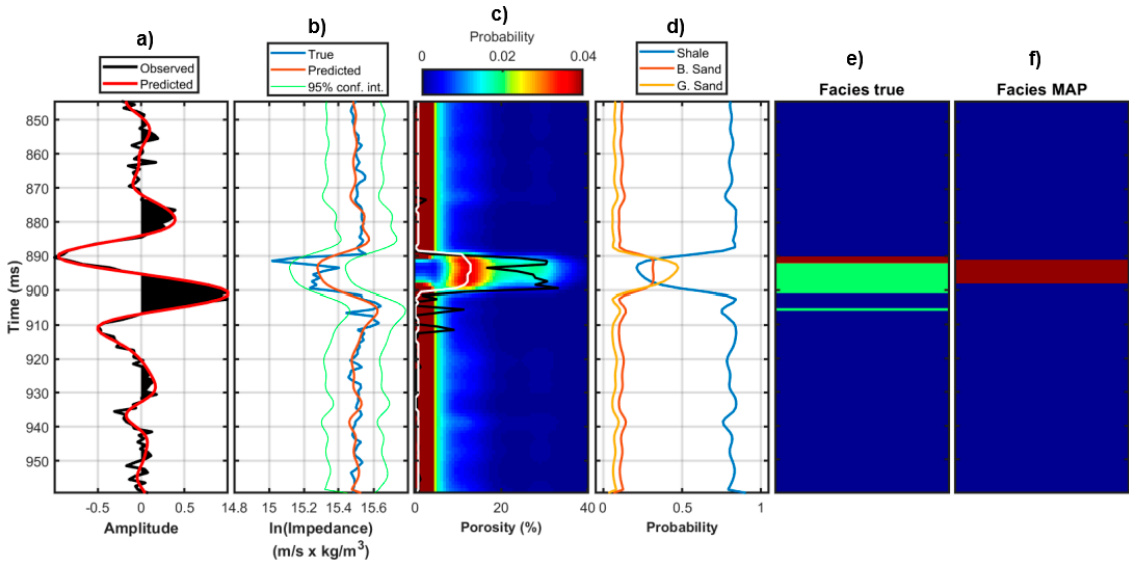 a)
Observed
Predicted
b)
True
Predicted
95% conf. int.
c)
Probability
0 0.02 0.04
d)
Shale
B. Sand
G. Sand
e)
Facies true
f)
Facies MAP
Time (ms)
850
860
870
880
890
900
910
920
930
940
950
-0.5 0 0.5
Amplitude
14.8 15 15.2 15.4 15.6
ln(Impedance)
(m/s x kg/m³)
0 20 40
Porosity (%)
0 0.5 1
Probability